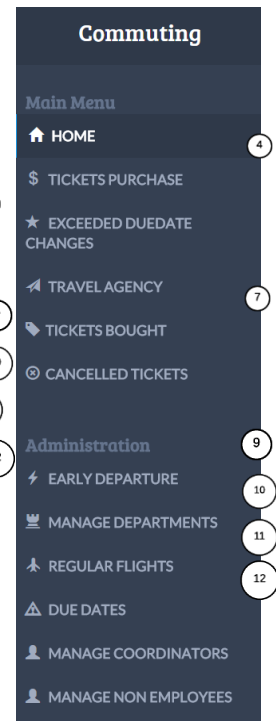 Commuting
Main Menu
HOME
4
$ TICKETS PURCHASE
EXCEEDED DUEDATE
CHANGES
TRAVEL AGENCY
7
TICKETS BOUGHT
CANCELLED TICKETS
Administration
9
EARLY DEPARTURE
10
MANAGE DEPARTMENTS
11
REGULAR FLIGHTS
12
DUE DATES
MANAGE COORDINATORS
MANAGE NON EMPLOYEES